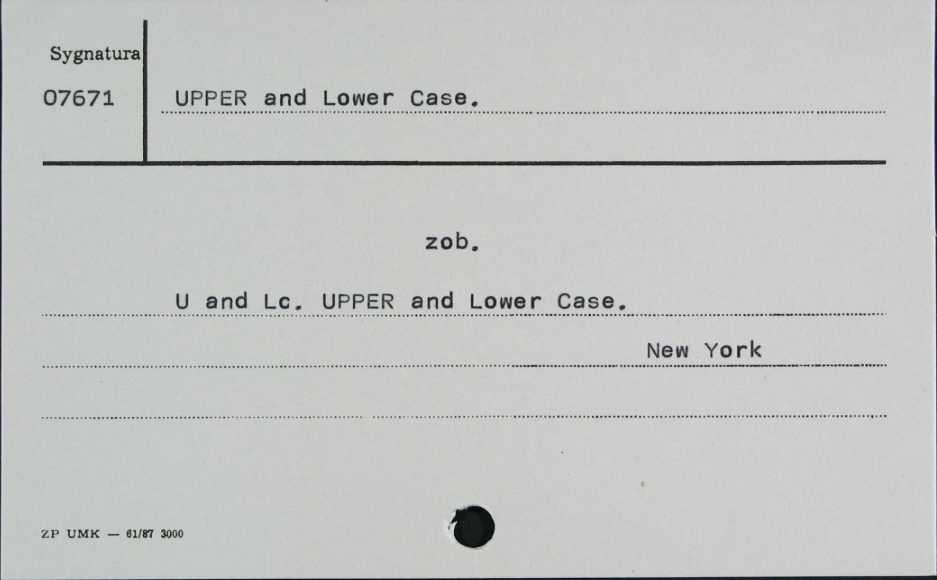 Sygnatura
07671
UPPER and Lower Case.
zob.
U and Lc. UPPER and Lower Case.
New York
ZP UMK — 61/87 3000